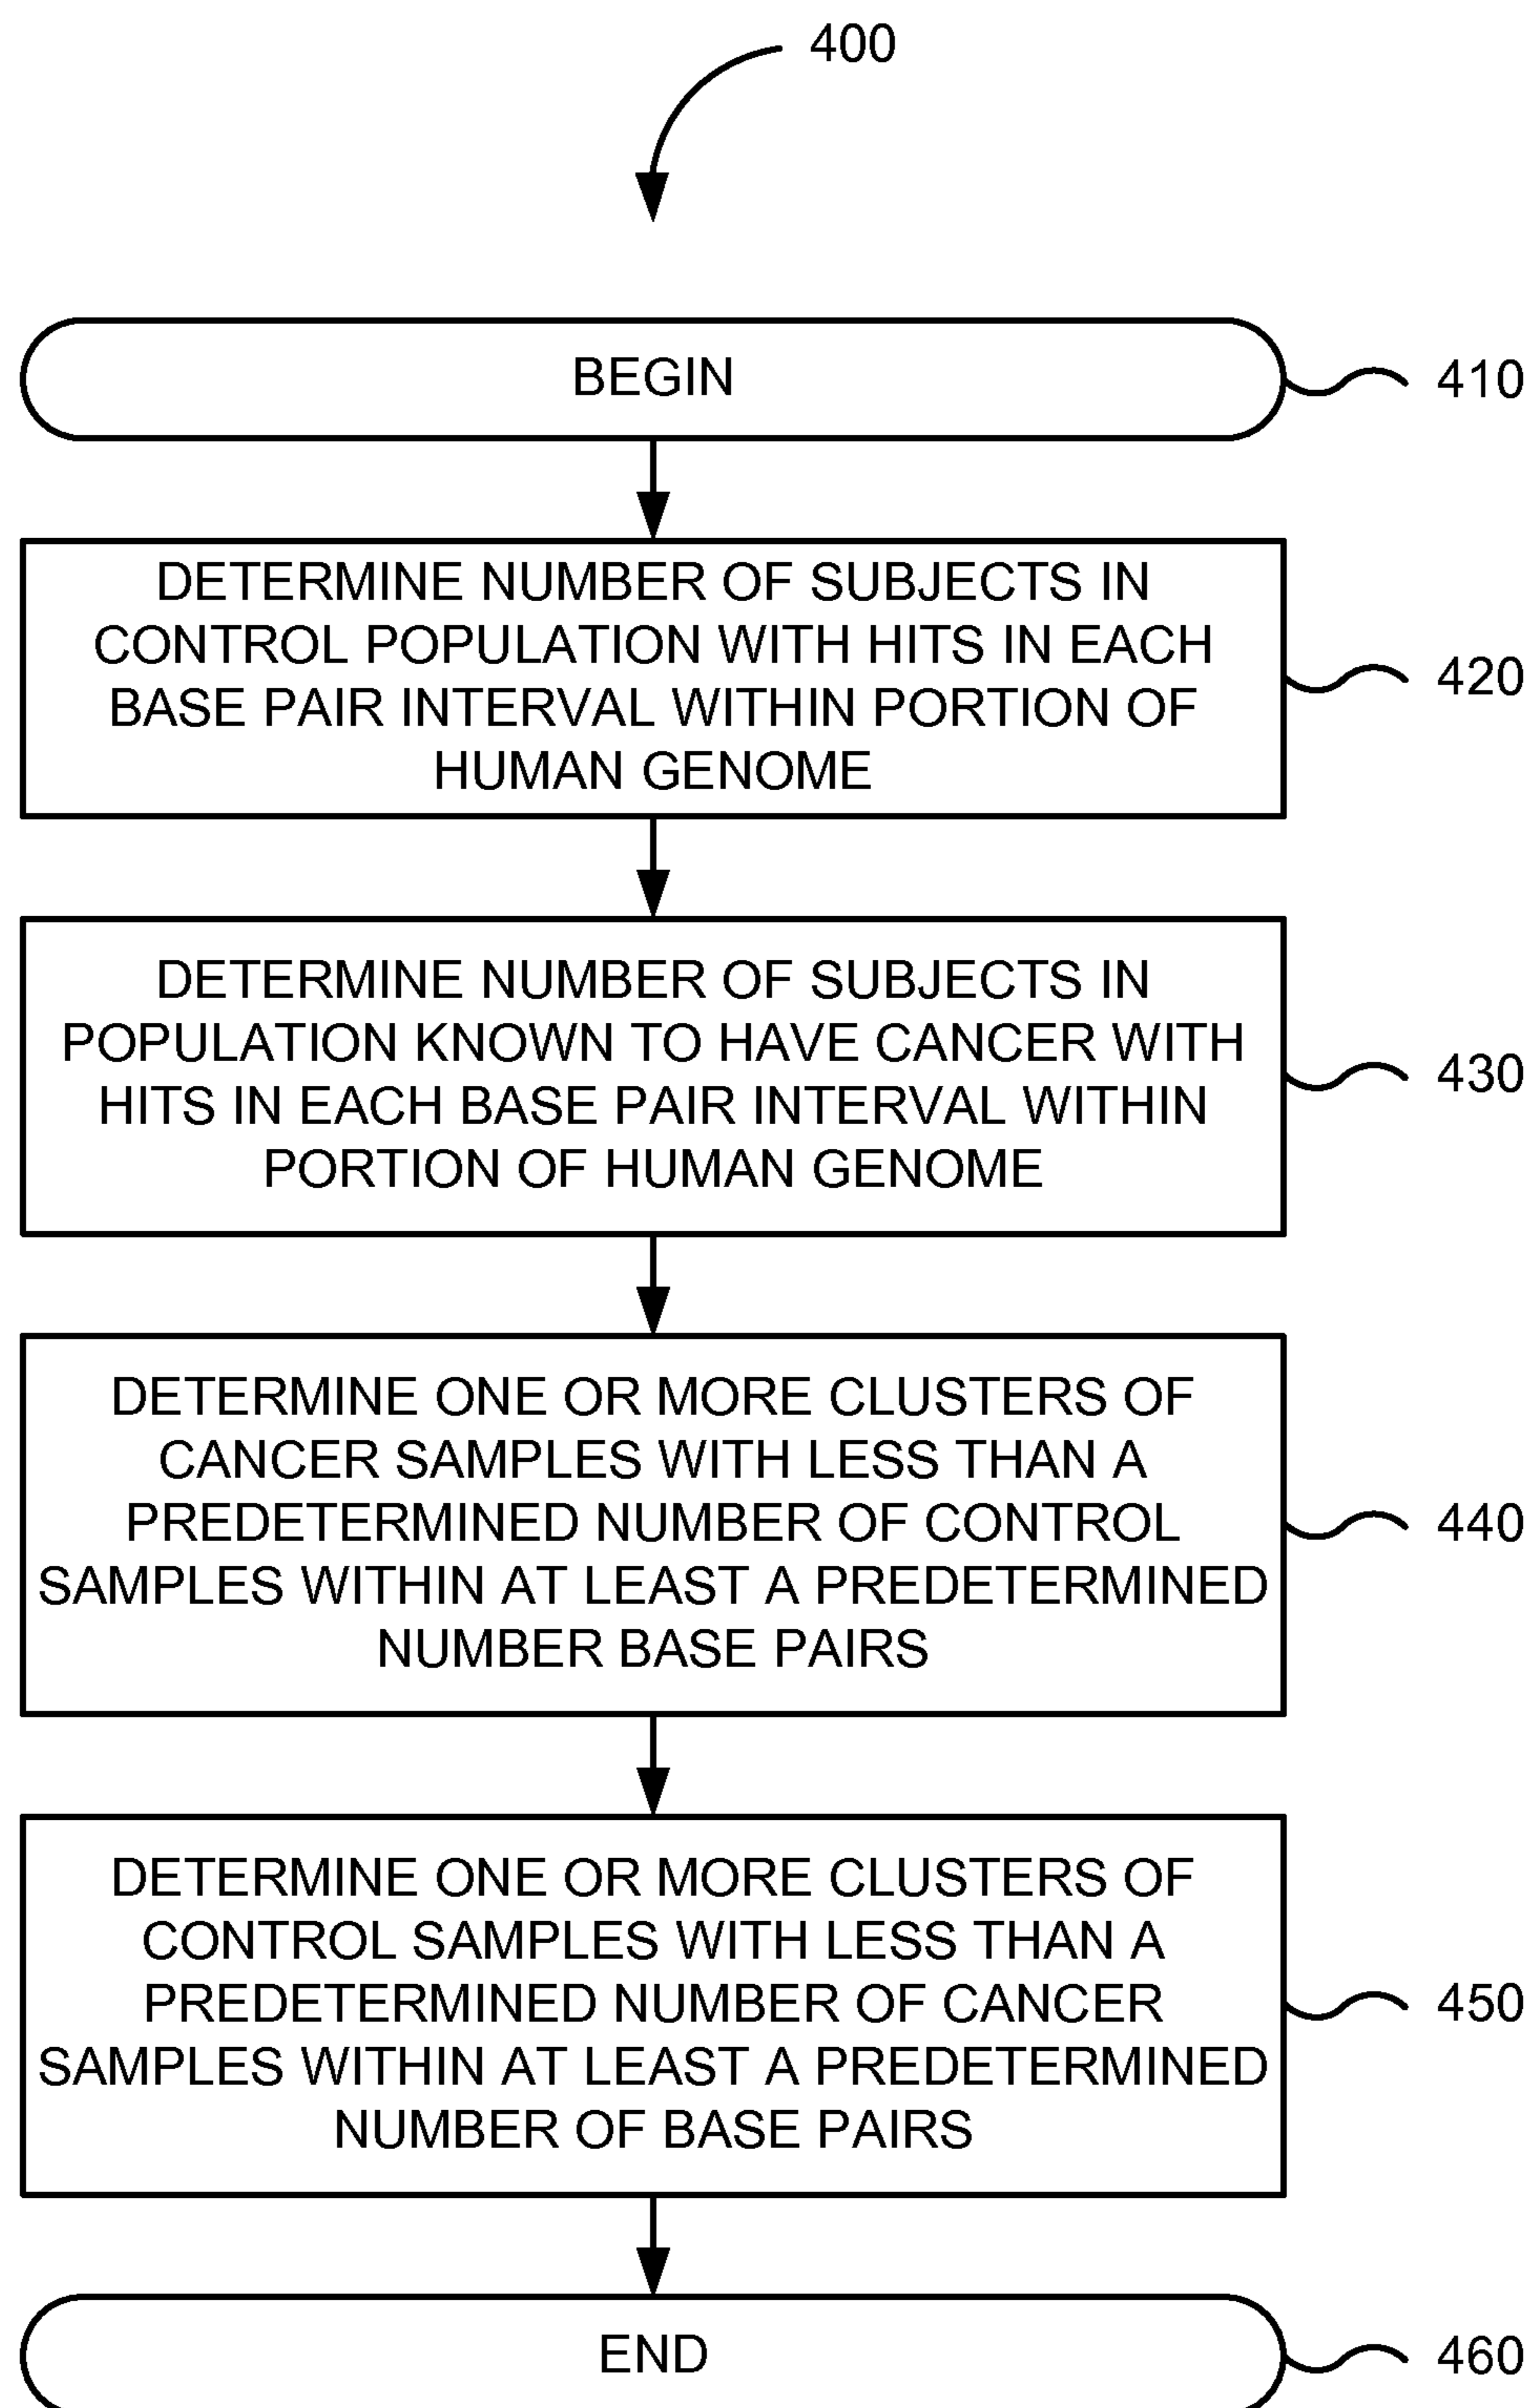 400
BEGIN
410
DETERMINE NUMBER OF SUBJECTS IN
CONTROL POPULATION WITH HITS IN EACH
BASE PAIR INTERVAL WITHIN PORTION OF
HUMAN GENOME
420
DETERMINE NUMBER OF SUBJECTS IN
POPULATION KNOWN TO HAVE CANCER WITH
HITS IN EACH BASE PAIR INTERVAL WITHIN
PORTION OF HUMAN GENOME
430
DETERMINE ONE OR MORE CLUSTERS OF
CANCER SAMPLES WITH LESS THAN A
PREDETERMINED NUMBER OF CONTROL
SAMPLES WITHIN AT LEAST A PREDETERMINED
NUMBER BASE PAIRS
440
DETERMINE ONE OR MORE CLUSTERS OF
CONTROL SAMPLES WITH LESS THAN A
PREDETERMINED NUMBER OF CANCER
SAMPLES WITHIN AT LEAST A PREDETERMINED
NUMBER OF BASE PAIRS
450
END
460